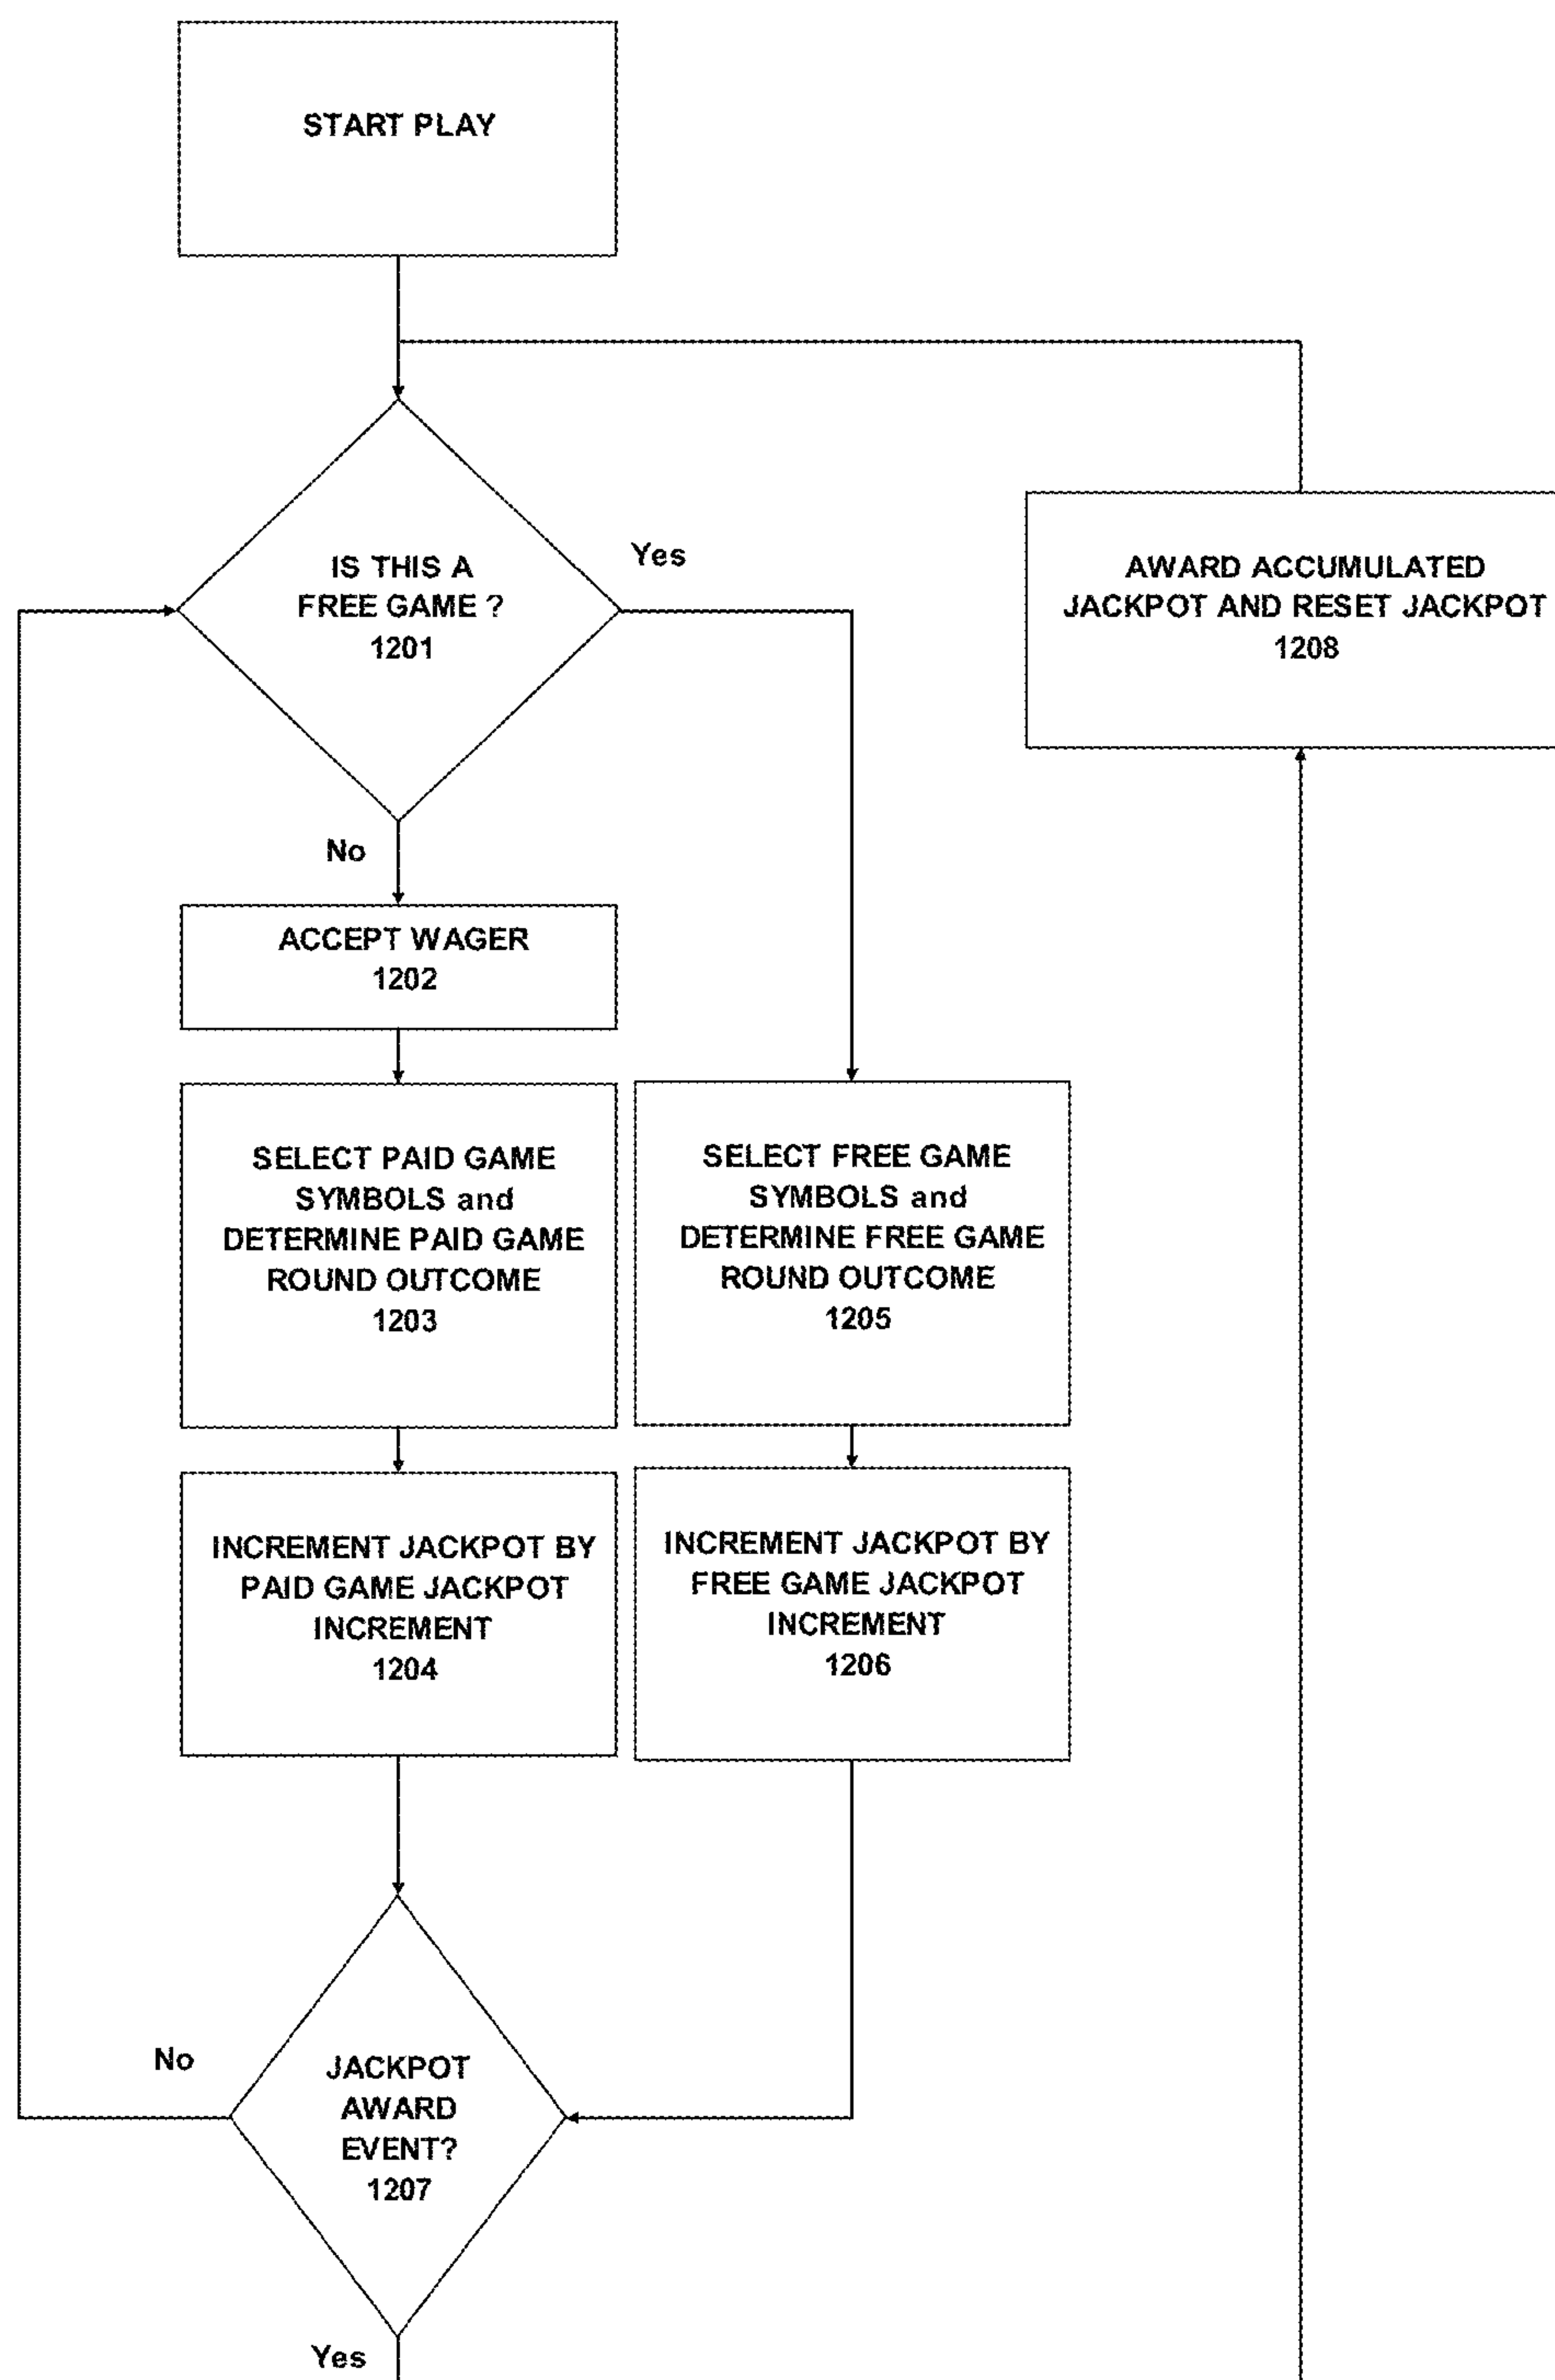 START PLAY
IS THIS A
FREE GAME ?
1201
Yes
No
AWARD ACCUMULATED
JACKPOT AND RESET JACKPOT
1208
ACCEPT WAGER
1202
SELECT PAID GAME
SYMBOLS and
DETERMINE PAID GAME
ROUND OUTCOME
1203
SELECT FREE GAME
SYMBOLS and
DETERMINE FREE GAME
ROUND OUTCOME
1205
INCREMENT JACKPOT BY
PAID GAME JACKPOT
INCREMENT
1204
INCREMENT JACKPOT BY
FREE GAME JACKPOT
INCREMENT
1206
No
JACKPOT
AWARD
EVENT?
1207
Yes